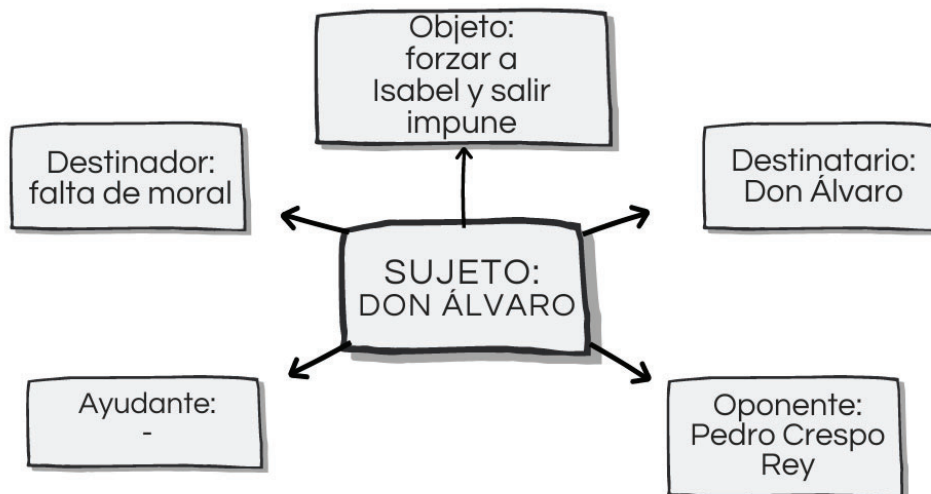 Objeto:
forzar a
Isabel y salir
impune
Destinador:
falta de moral
Destinatario:
Don Álvaro
SUJETO:
DON ÁLVARO
Ayudante:
-
Oponente:
Pedro Crespo
Rey